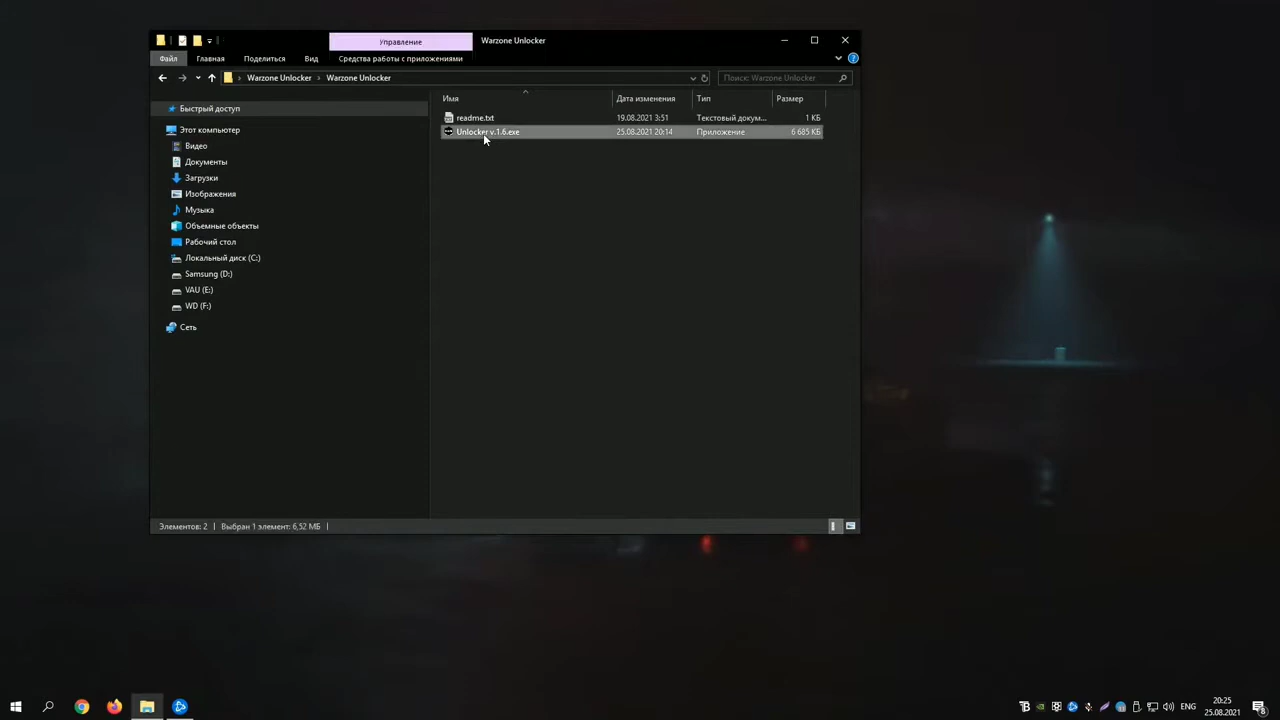 Управление
Warzone Unlocker
Файл
Главная
Поделиться
Вид
Средства работы с приложениями
Warzone Unlocker
Warzone Unlocker
Поиск: Warzone Unlocker
Быстрый доступ
Этот компьютер
Видео
Документы
Загрузки
Изображения
Музыка
Объемные объекты
Рабочий стол
Локальный диск (C:)
Samsung (D:)
VAU (E:)
WD (F:)
Сеть
Имя
Дата изменения
Тип
Размер
readme.txt
19.08.2021 3:51
Текстовый докум...
1 КБ
Unlocker v.1.6.exe
25.08.2021 20:14
Приложение
6 685 КБ
Элементов: 2
Выбран 1 элемент: 6,52 МБ
ENG
20:25
25.08.2021